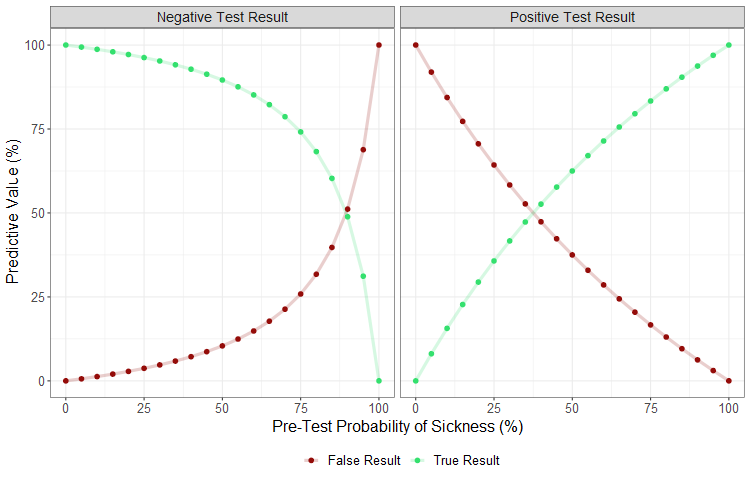 Negative Test Result
Positive Test Result
Predictive Value (%)
100
75
50
25
0
0 25 50 75 100
0 25 50 75 100
Pre-Test Probability of Sickness (%)
False Result True Result